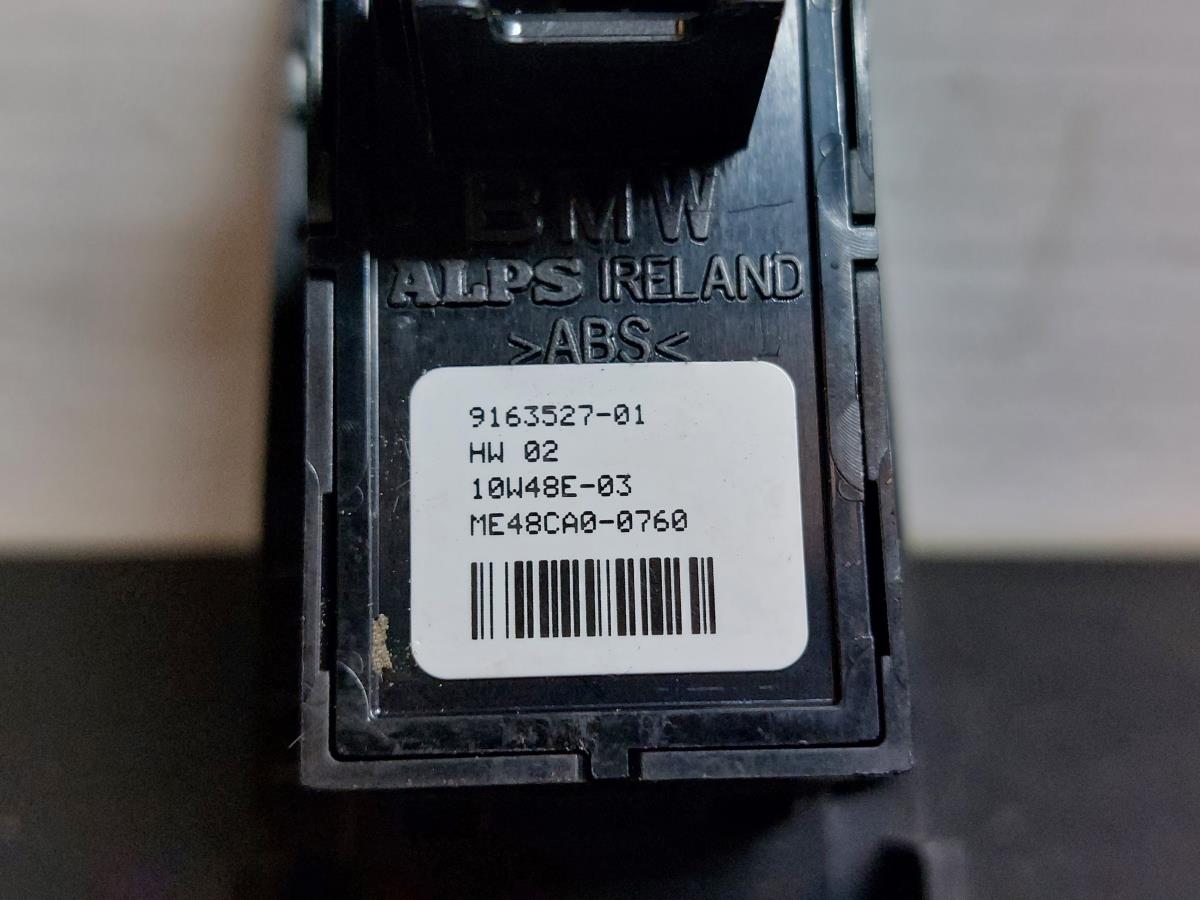 BMW
ALPS IRELAND
>ABS<
9163527-01
HW 02
10W48E-03
ME48CA0-0760